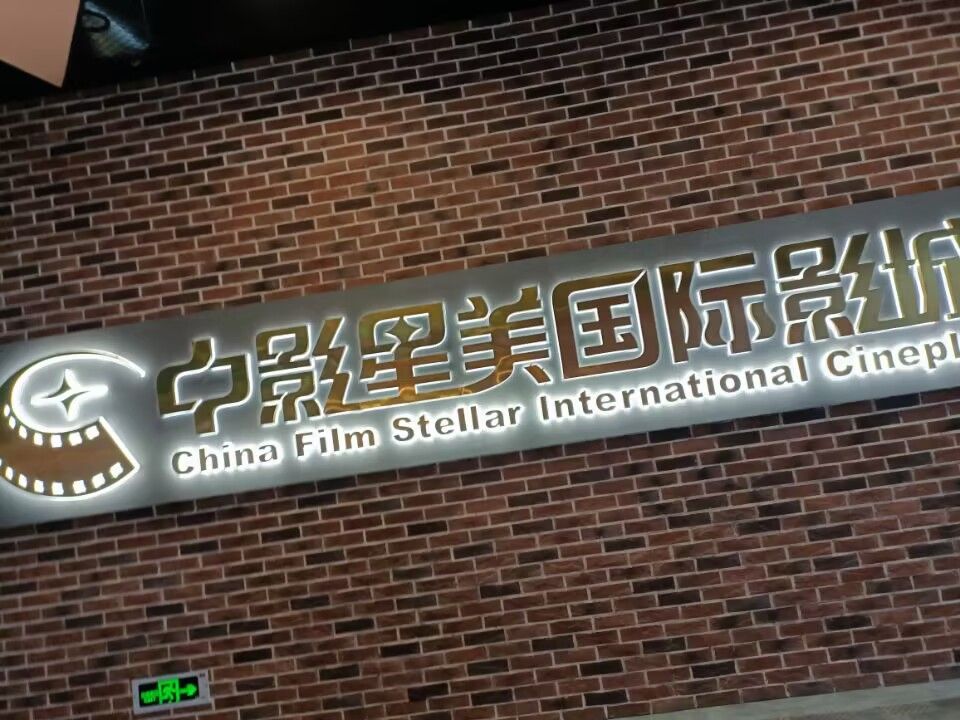 中影星美国际影城
China Film Stellar International Cinepl